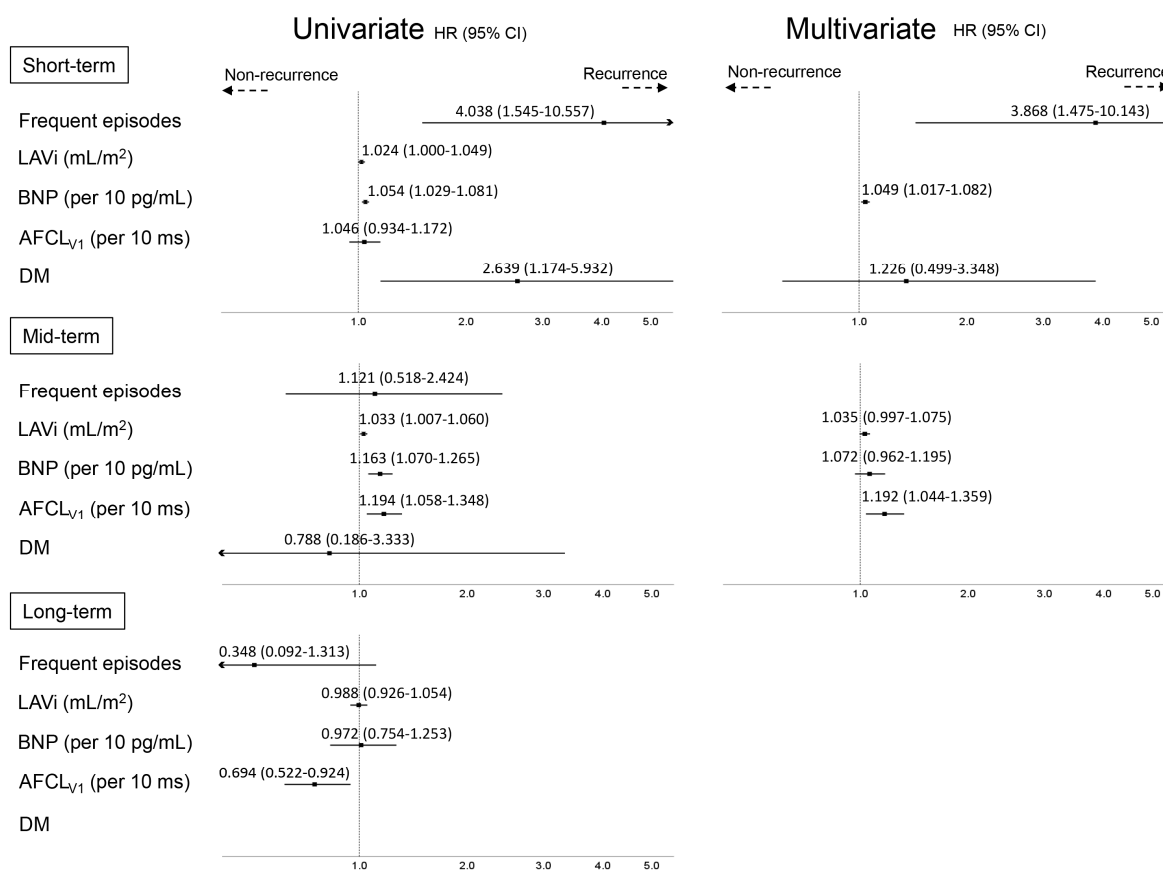 Univariate HR (95% CI) Multivariate HR (95% CI)
Short-term
Non-recurrence Recurrence Non-recurrence Recurrence
Frequent episodes 4.038 (1.545-10.557) 3.868 (1.475-10.143)
LAVi (mL/m²) 1.024 (1.000-1.049)
BNP (per 10 pg/mL) 1.054 (1.029-1.081) 1.049 (1.017-1.082)
AFCL_V1 (per 10 ms) 1.046 (0.934-1.172)
DM 2.639 (1.174-5.932) 1.226 (0.499-3.348)
1.0 2.0 3.0 4.0 5.0 1.0 2.0 3.0 4.0 5.0
Mid-term
Frequent episodes 1.121 (0.518-2.424)
LAVi (mL/m²) 1.033 (1.007-1.060) 1.035 (0.997-1.075)
BNP (per 10 pg/mL) 1.163 (1.070-1.265) 1.072 (0.962-1.195)
AFCL_V1 (per 10 ms) 1.194 (1.058-1.348) 1.192 (1.044-1.359)
DM 0.788 (0.186-3.333)
1.0 2.0 3.0 4.0 5.0 1.0 2.0 3.0 4.0 5.0
Long-term
Frequent episodes 0.348 (0.092-1.313)
LAVi (mL/m²) 0.988 (0.926-1.054)
BNP (per 10 pg/mL) 0.972 (0.754-1.253)
AFCL_V1 (per 10 ms) 0.694 (0.522-0.924)
DM
1.0 2.0 3.0 4.0 5.0